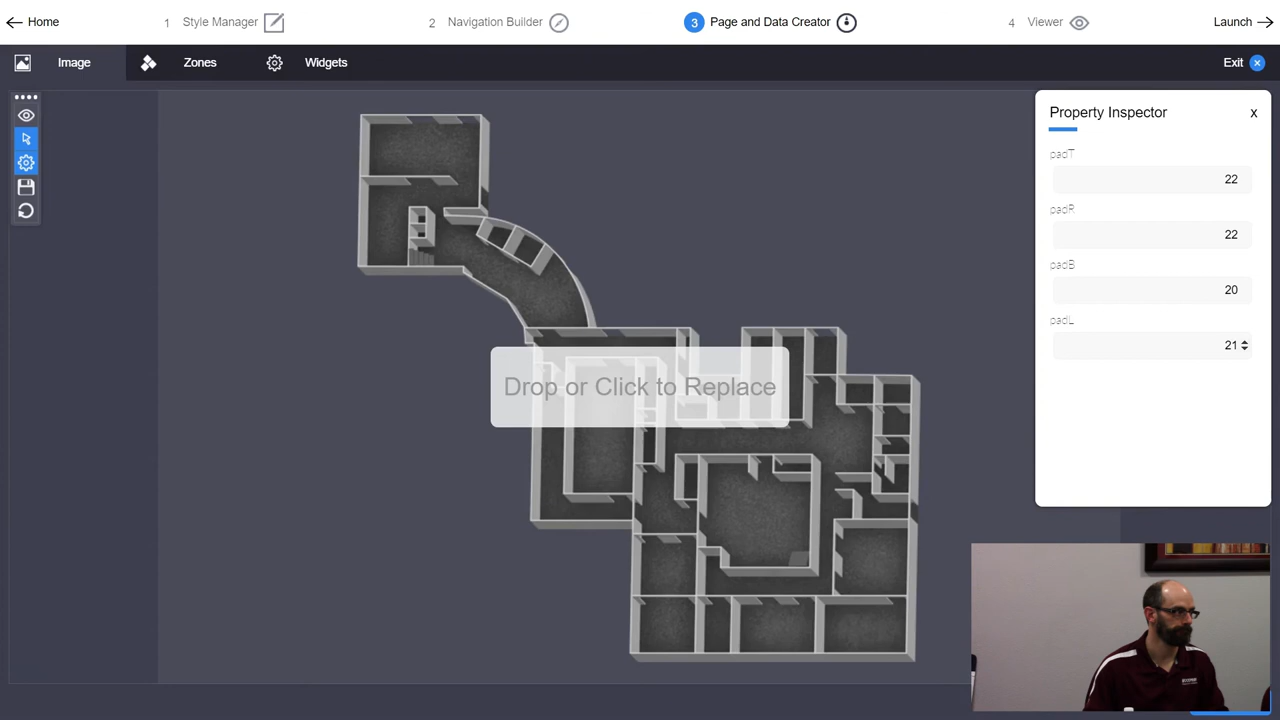 Home
1 Style Manager
2 Navigation Builder
3 Page and Data Creator
4 Viewer
Launch
Image
Zones
Widgets
Exit
Property Inspector
x
padT
22
padR
22
padB
20
padL
21
Drop or Click to Replace